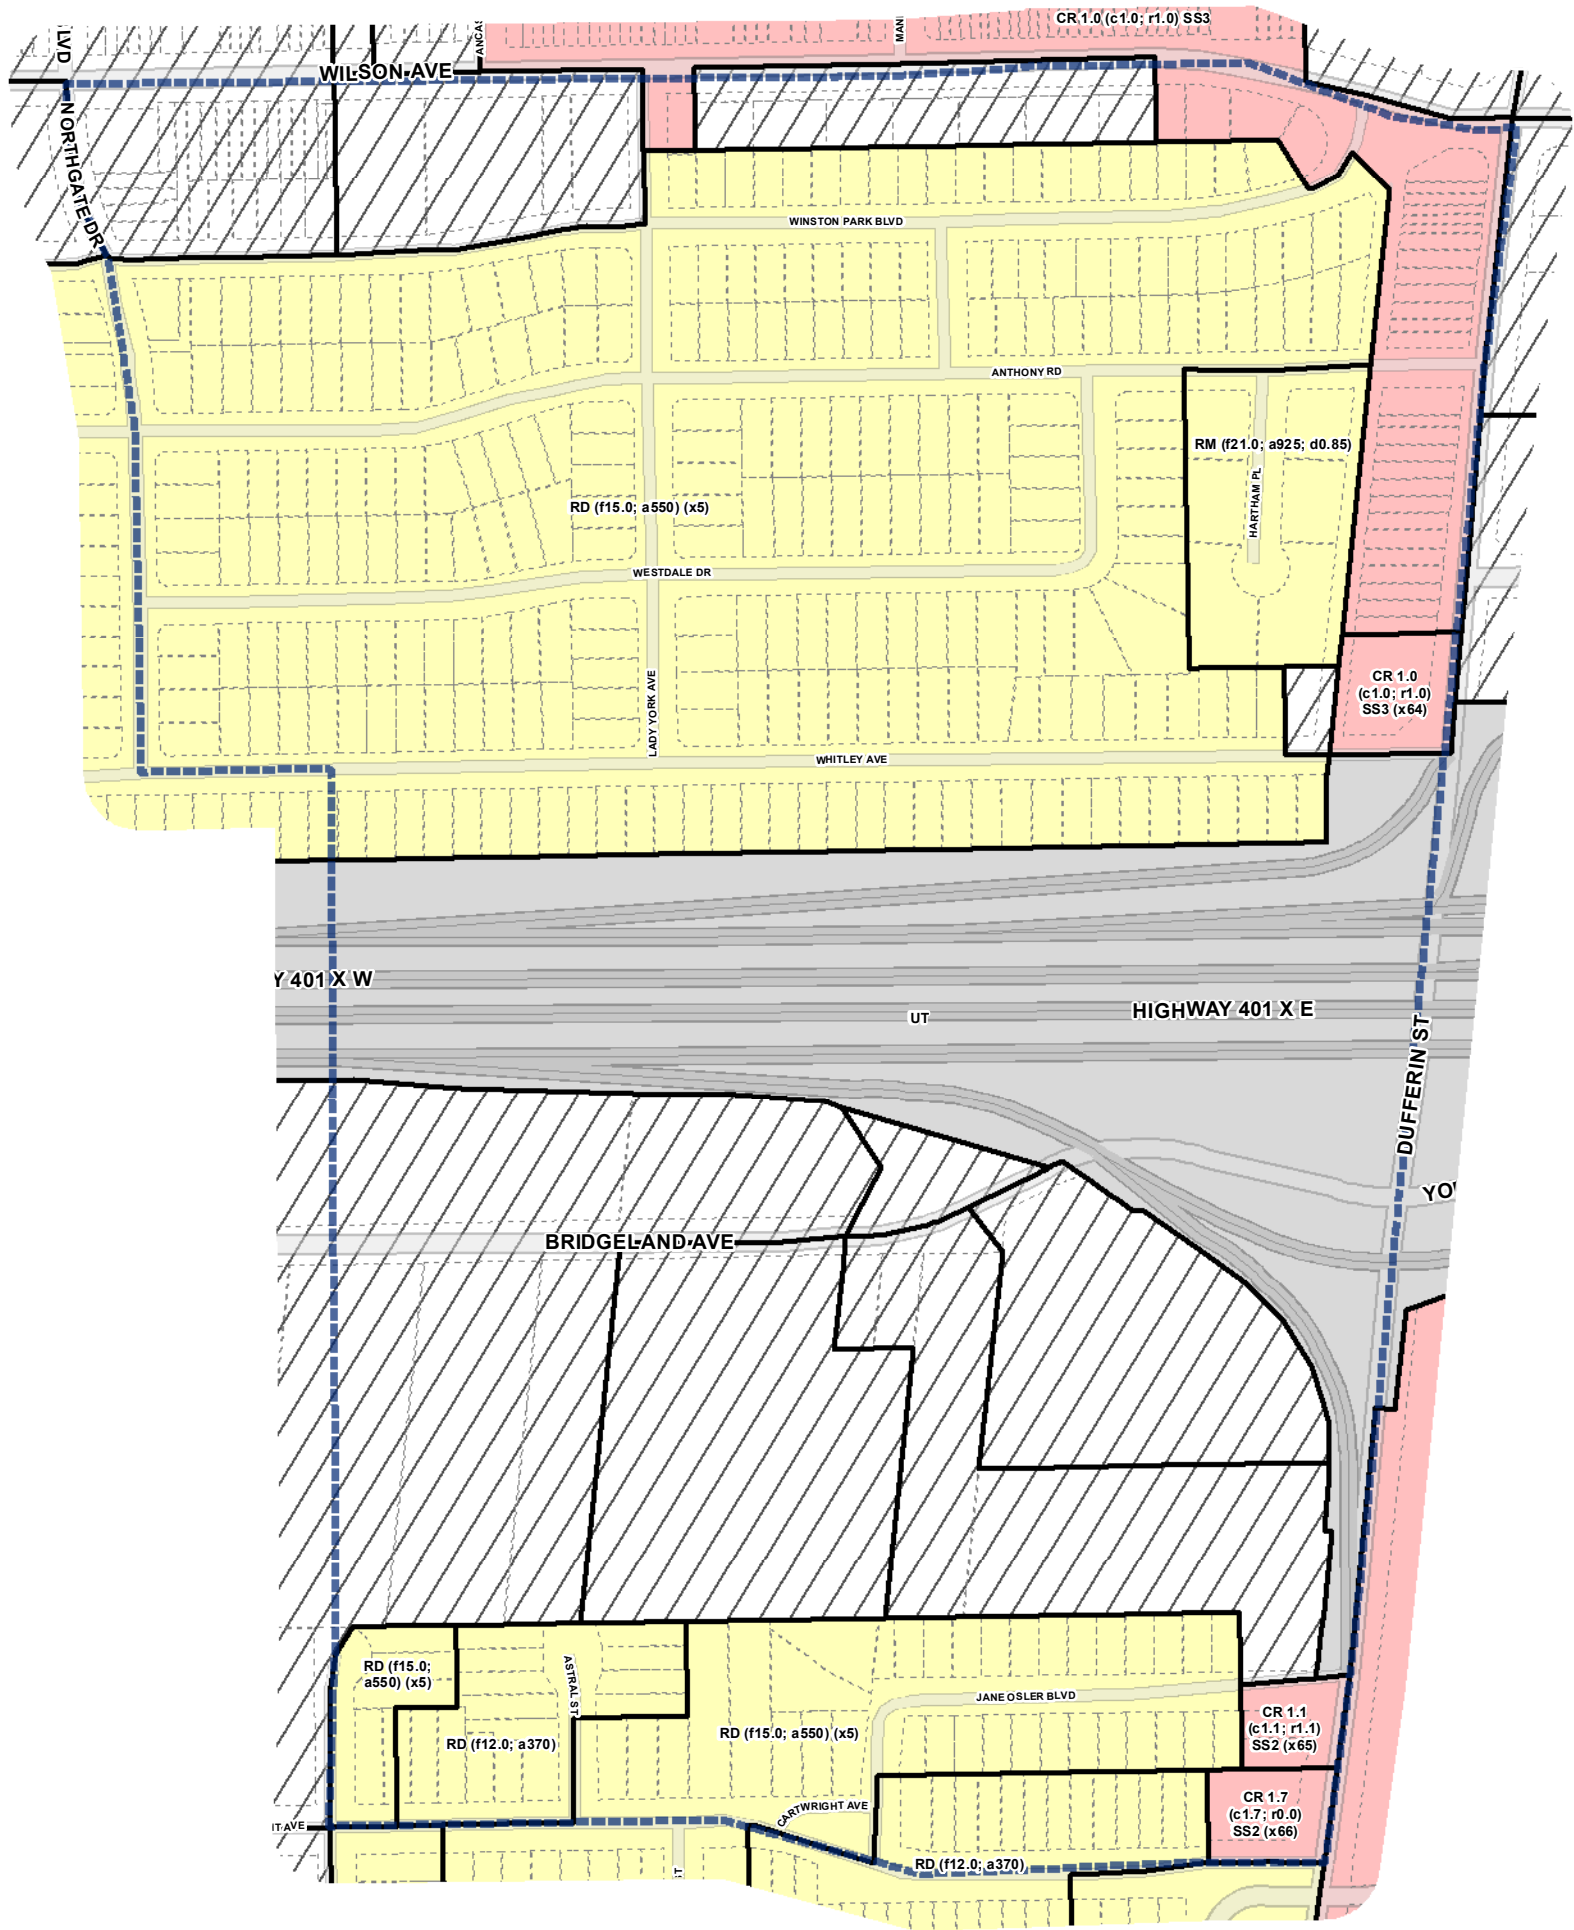 CR 1.0 (c1.0; r1.0) SS3
LVD
ANCAS
MAN
WILSON AVE
NORTHGATE DR
WINSTON PARK BLVD
ANTHONY RD
RM (f21.0; a925; d0.85)
HARTHAM PL
RD (f15.0; a550) (x5)
WESTDALE DR
LADY YORK AVE
CR 1.0
(c1.0; r1.0)
SS3 (x64)
WHITLEY AVE
Y 401 X W
HIGHWAY 401 X E
UT
DUFFERIN ST
YO
BRIDGELAND AVE
RD (f15.0;
a550) (x5)
ASTRAL ST
JANE OSLER BLVD
CR 1.1
(c1.1; r1.1)
SS2 (x65)
RD (f15.0; a550) (x5)
RD (f12.0; a370)
CR 1.7
(c1.7; r0.0)
SS2 (x66)
CARTWRIGHT AVE
IT AVE
RD (f12.0; a370)